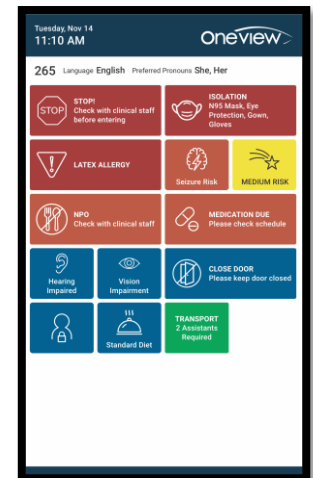 Tuesday, Nov 14
11:10 AM
Oneview
265 Language English Preferred Pronouns She, Her
STOP
STOP!
Check with clinical staff
before entering
ISOLATION
N95 Mask, Eye
Protection, Gown,
Gloves
LATEX ALLERGY
Seizure Risk
MEDIUM RISK
NPO
Check with clinical staff
MEDICATION DUE
Please check schedule
Hearing
Impaired
Vision
Impairment
CLOSE DOOR
Please keep door closed
Standard Diet
TRANSPORT
2 Assistants
Required